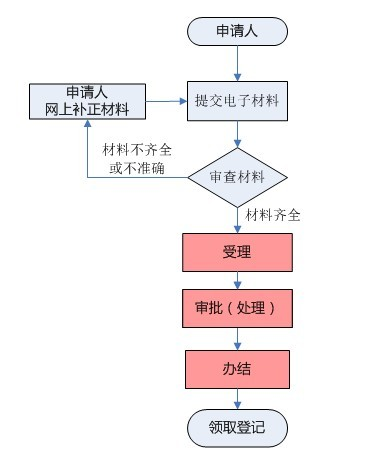 申请人
申请人
网上补正材料
提交电子材料
材料不齐全
或不准确
审查材料
材料齐全
受理
审批（处理）
办结
领取登记